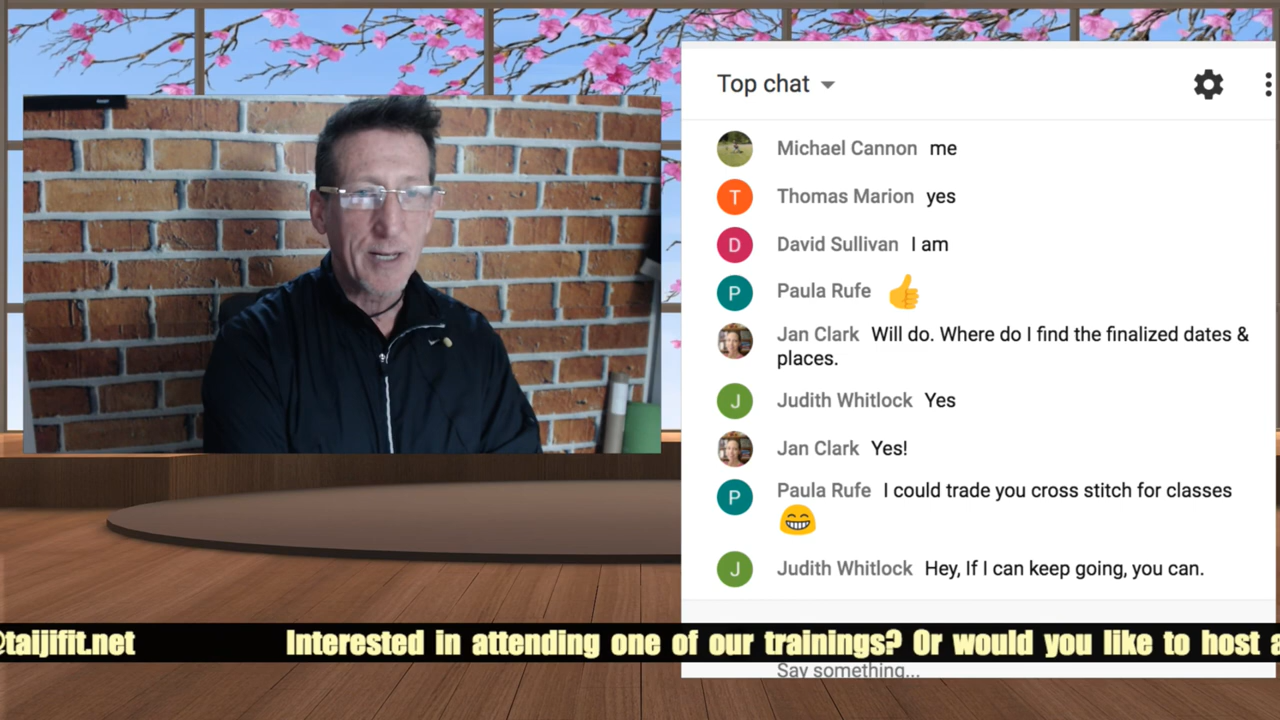 Top chat
Michael Cannon me
T Thomas Marion yes
D David Sullivan I am
P Paula Rufe
Jan Clark Will do. Where do I find the finalized dates &
places.
J Judith Whitlock Yes
Jan Clark Yes!
P Paula Rufe I could trade you cross stitch for classes
J Judith Whitlock Hey, If I can keep going, you can.
@taijifit.net Interested in attending one of our trainings? Or would you like to host a
Say something...